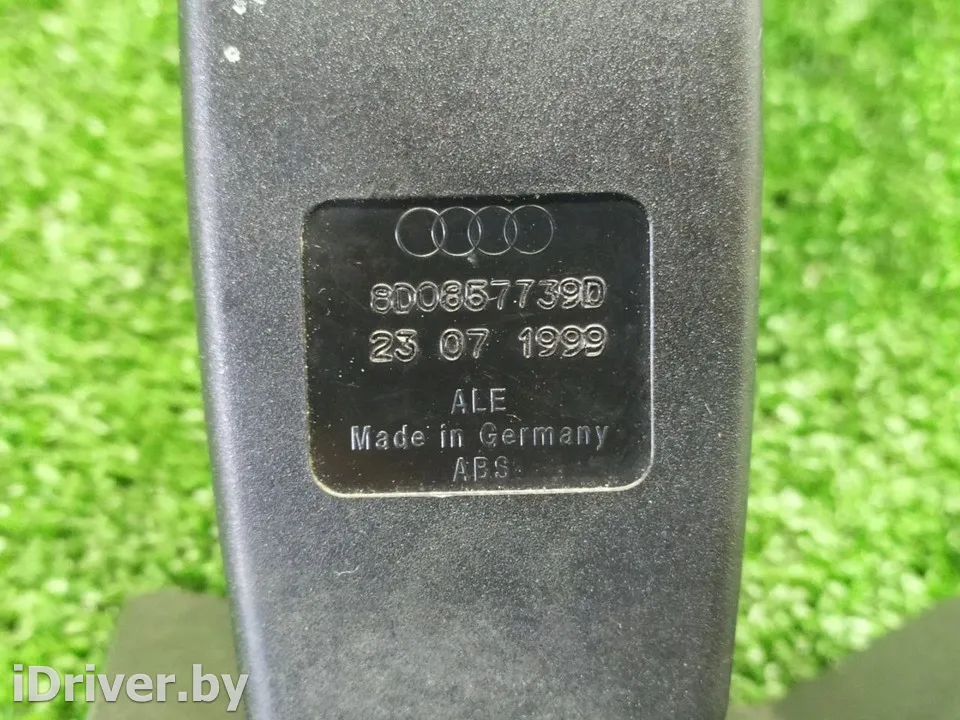 8D0857739D
23 07 1999
ALE
Made in Germany
ABS
iDriver.by